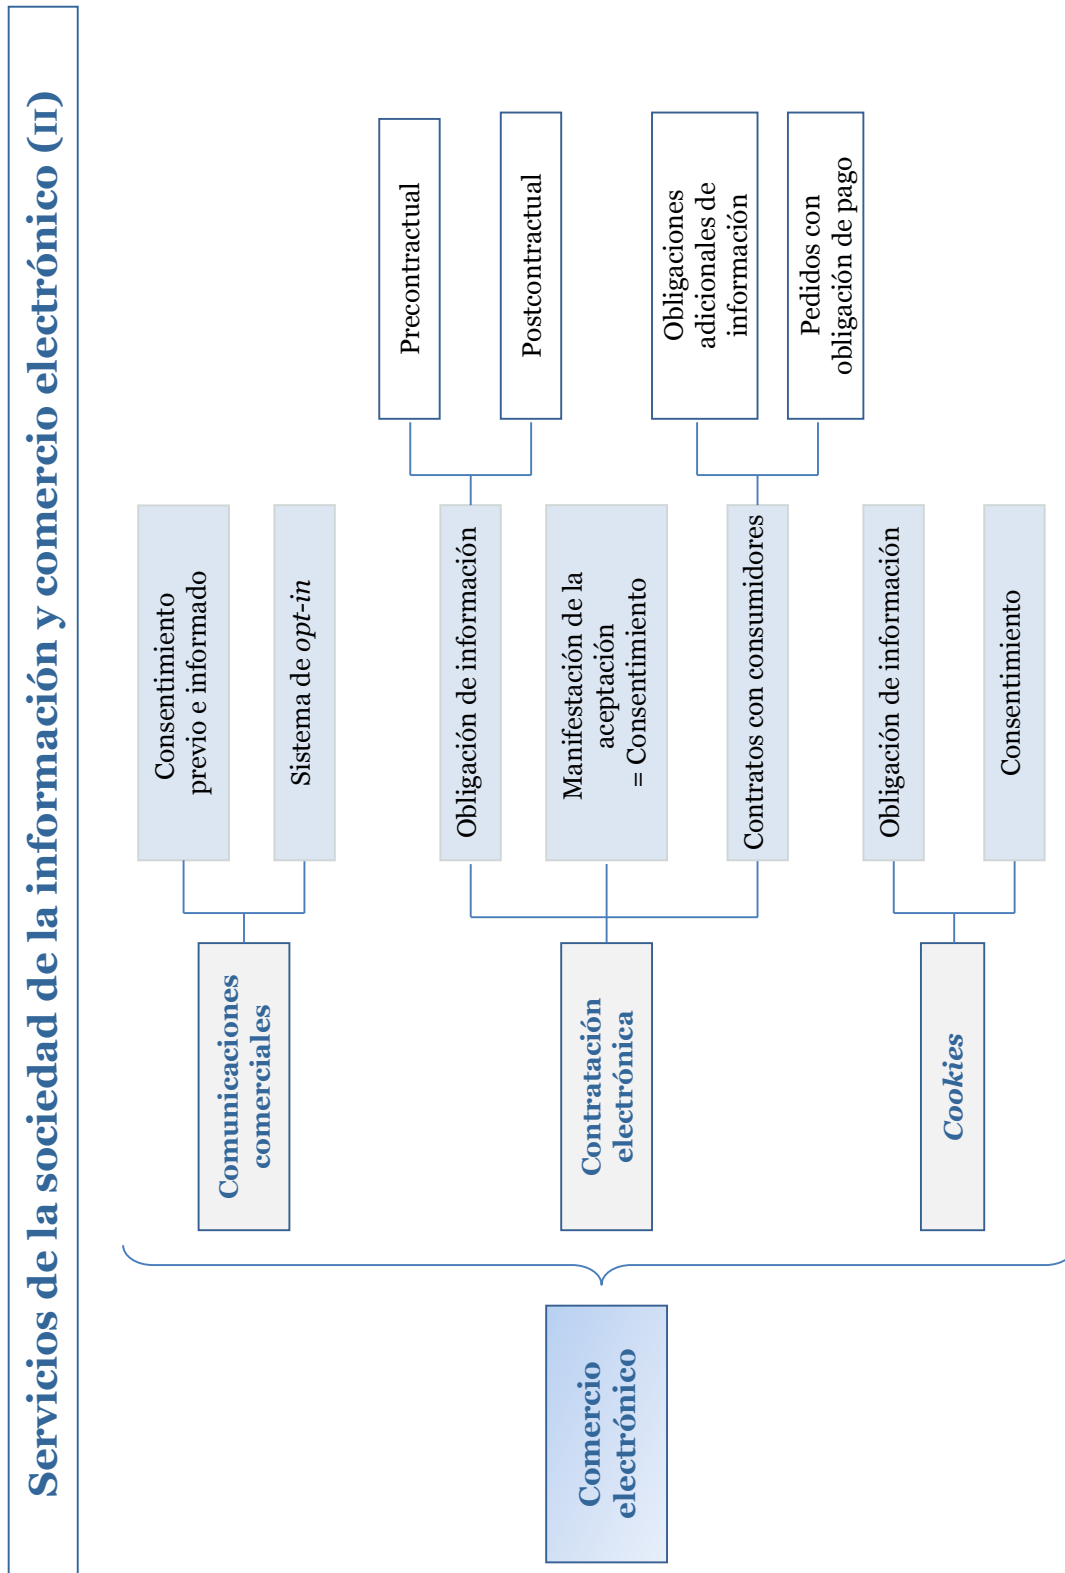 Servicios de la sociedad de la información y comercio electrónico (II)
Comercio
electrónico
Comunicaciones
comerciales
Consentimiento
previo e informado
Sistema de opt-in
Contratación
electrónica
Obligación de información
Precontractual
Postcontractual
Manifestación de la
aceptación
= Consentimiento
Contratos con consumidores
Obligaciones
adicionales de
información
Pedidos con
obligación de pago
Cookies
Obligación de información
Consentimiento